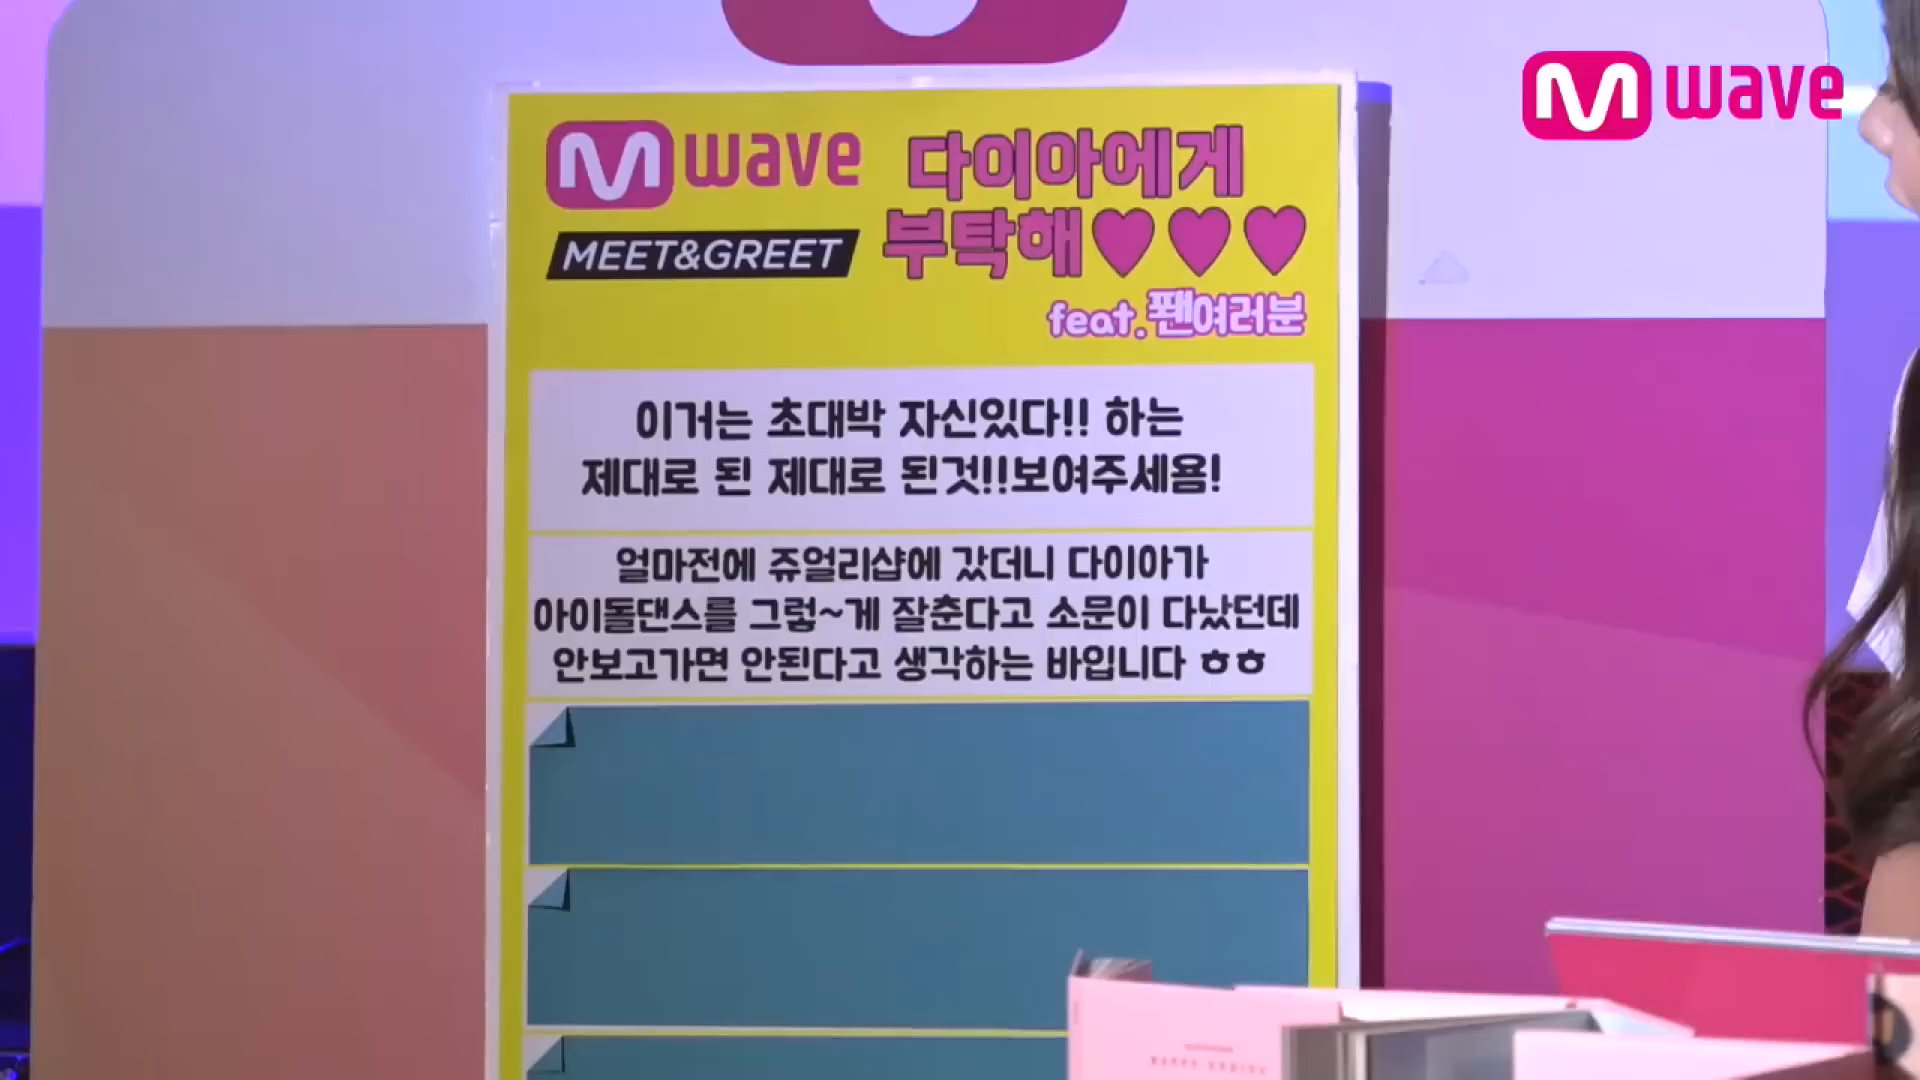 M wave
M wave
MEET&GREET
다이아에게
부탁해♥♥♥
feat.팬여러분
이거는 초대박 자신있다!! 하는
제대로 된 제대로 된것!!보여주세욤!
얼마전에 쥬얼리샵에 갔더니 다이아가
아이돌댄스를 그렇~게 잘춘다고 소문이 다났던데
안보고가면 안된다고 생각하는 바입니다 ㅎㅎ